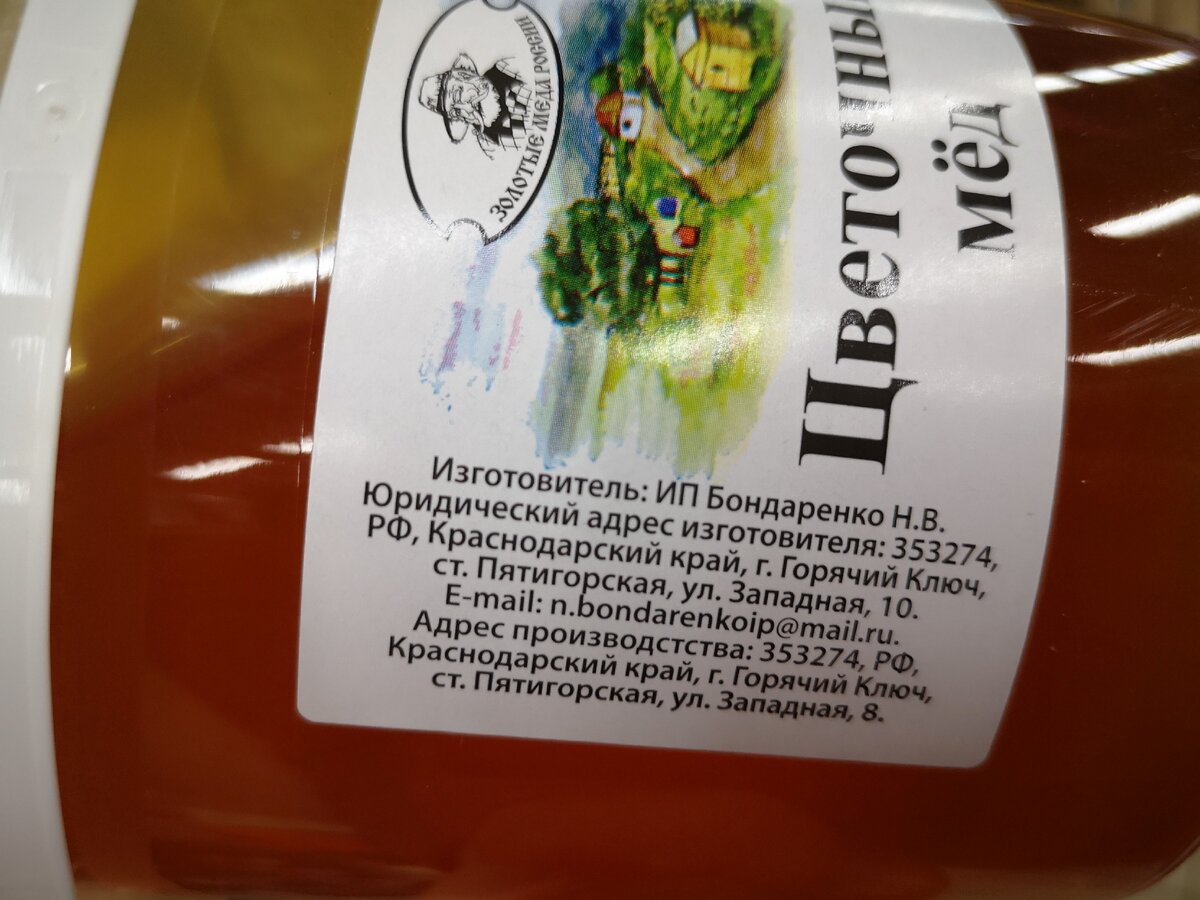 ЗОЛОТЫЕ МЕДА РОССИИ
Цветочный
мёд
Изготовитель: ИП Бондаренко Н.В.
Юридический адрес изготовителя: 353274,
РФ, Краснодарский край, г. Горячий Ключ,
ст. Пятигорская, ул. Западная, 10.
E-mail: n.bondarenkoip@mail.ru.
Адрес производстства: 353274, РФ,
Краснодарский край, г. Горячий Ключ,
ст. Пятигорская, ул. Западная, 8.